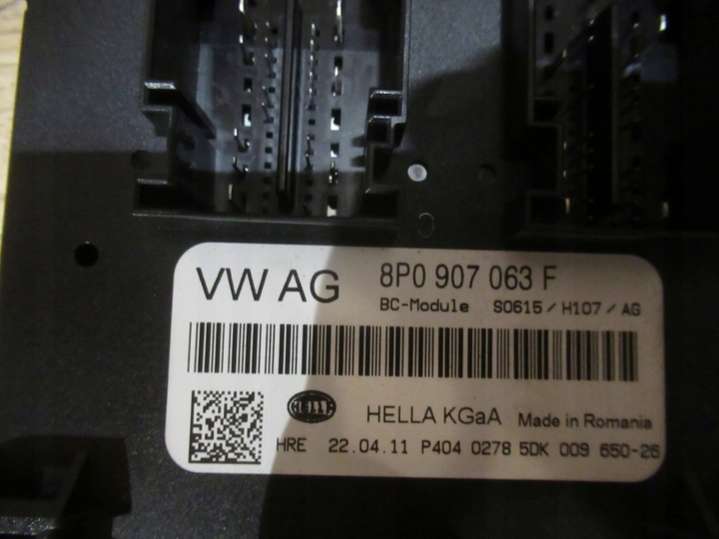 VW AG 8P0 907 063 F
BC-Module S0615/H107/AG
HELLA HELLA KGaA Made in Romania
HRE 22.04.11 P404 0278 5DK 009 650-26